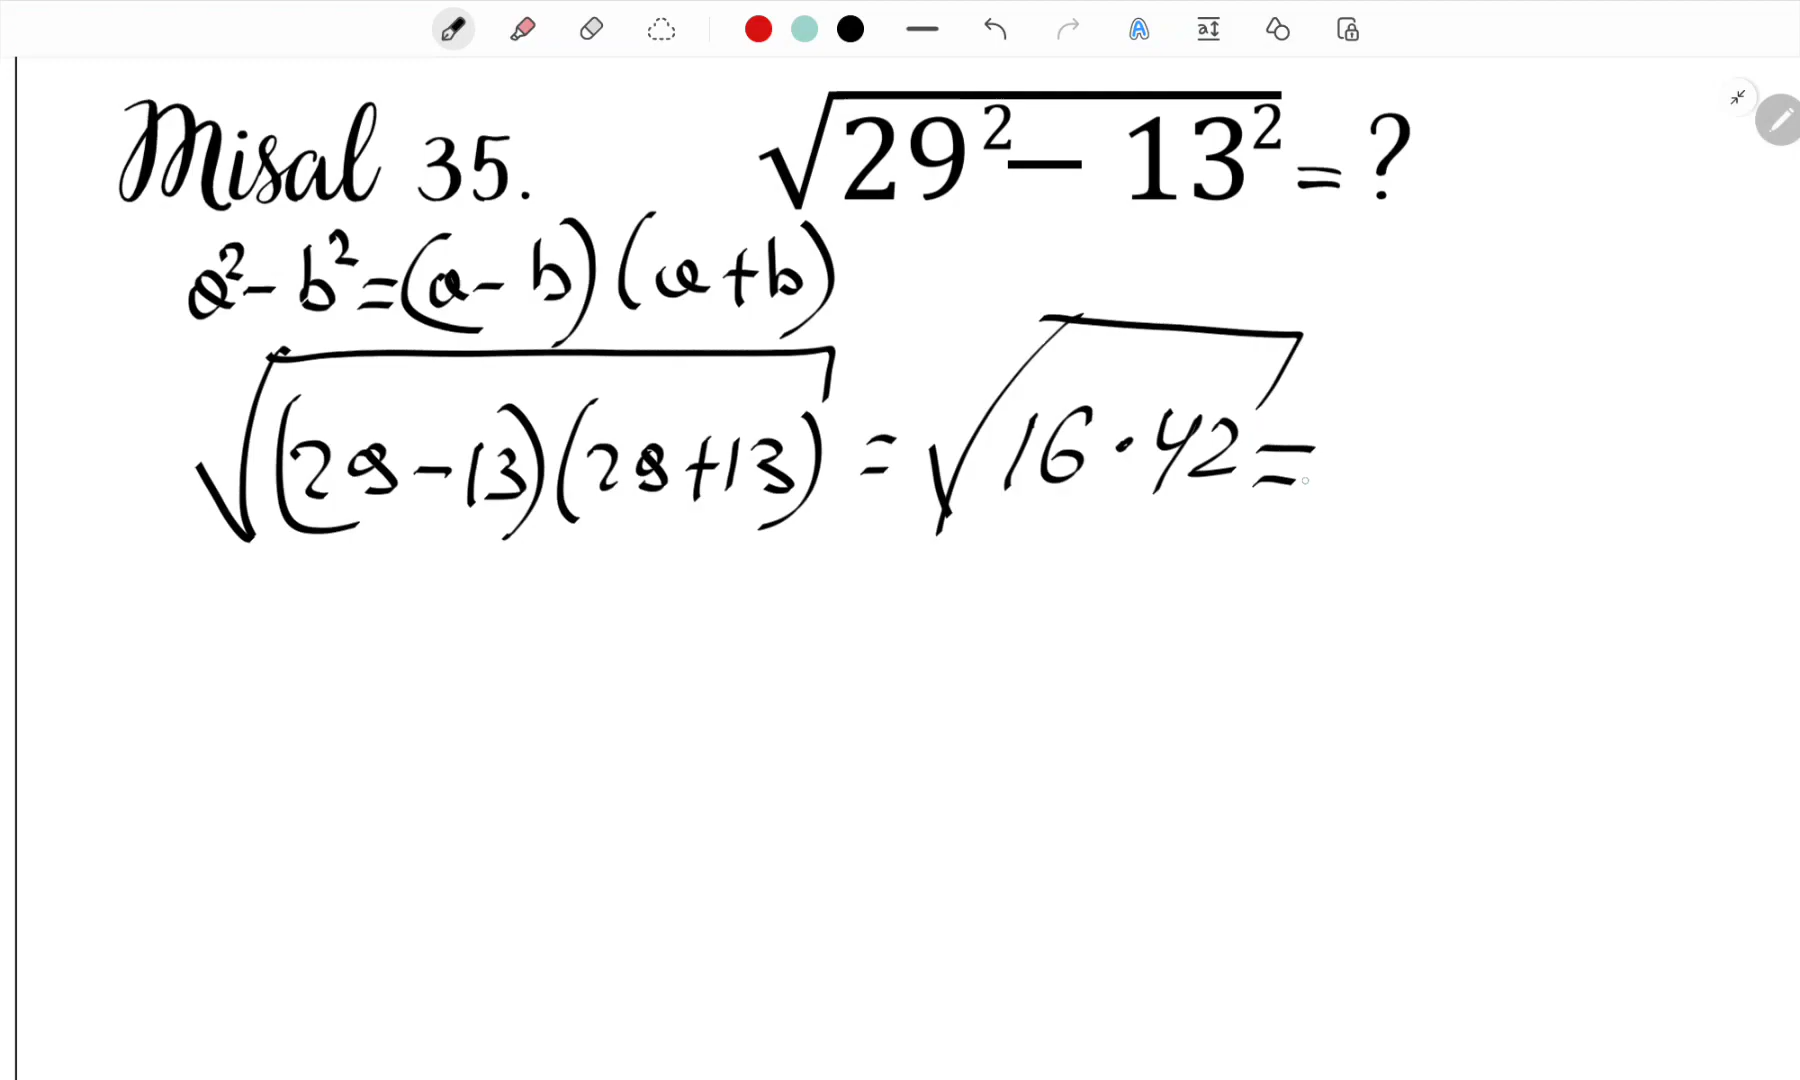 Misal 35. √29² – 13² = ?
a² - b² = (a - b)(a + b)
√(29 - 13)(29 + 13) = √16 · 42 =